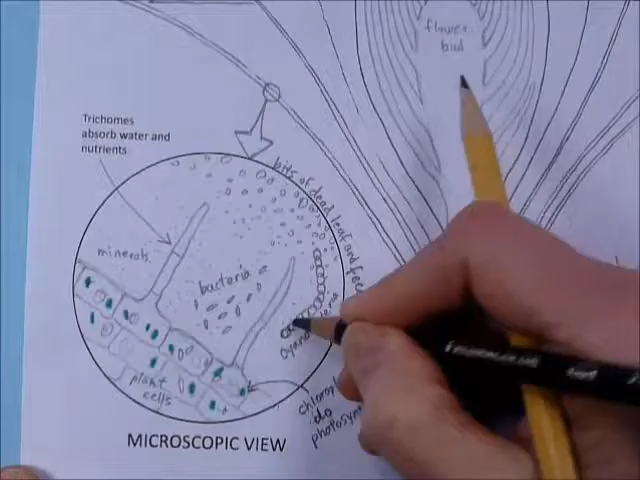 flower
bud
Trichomes
absorb water and
nutrients
bits of dead leaf and
minerals
bacteria
plant
cells
do
MICROSCOPIC VIEW